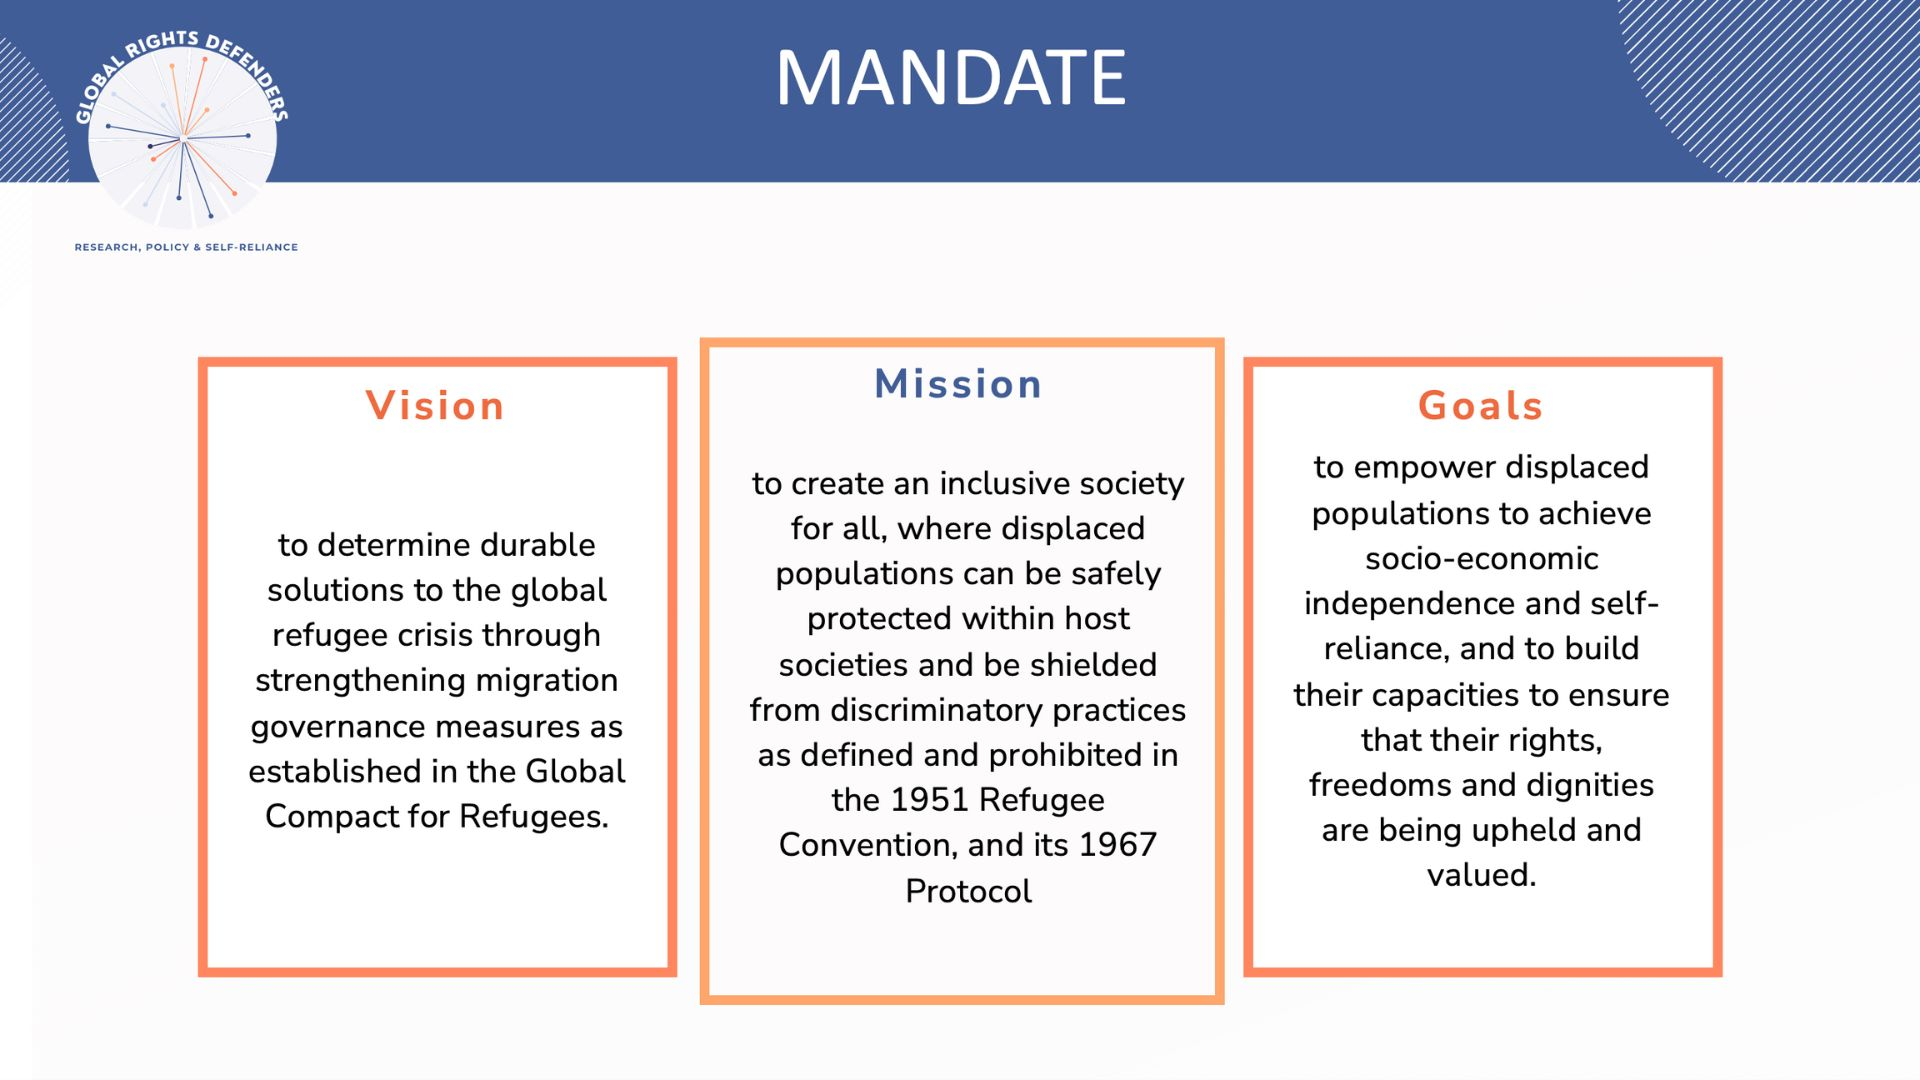 GLOBAL RIGHTS DEFENDERS
RESEARCH, POLICY & SELF-RELIANCE
MANDATE
Vision
to determine durable
solutions to the global
refugee crisis through
strengthening migration
governance measures as
established in the Global
Compact for Refugees.
Mission
to create an inclusive society
for all, where displaced
populations can be safely
protected within host
societies and be shielded
from discriminatory practices
as defined and prohibited in
the 1951 Refugee
Convention, and its 1967
Protocol
Goals
to empower displaced
populations to achieve
socio-economic
independence and self-
reliance, and to build
their capacities to ensure
that their rights,
freedoms and dignities
are being upheld and
valued.